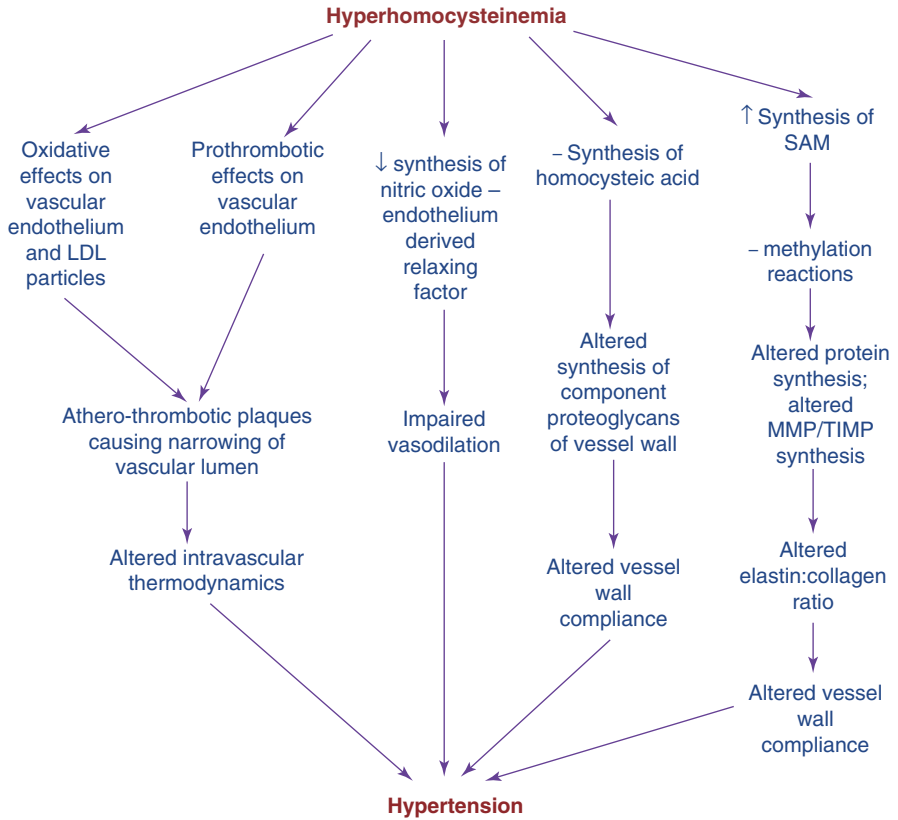 Hyperhomocysteinemia
Oxidative
effects on
vascular
endothelium
and LDL
particles
Prothrombotic
effects on
vascular
endothelium
↓ synthesis of
nitric oxide –
endothelium
derived
relaxing
factor
– Synthesis of
homocysteic acid
↑ Synthesis of
SAM
– methylation
reactions
Altered protein
synthesis;
altered
MMP/TIMP
synthesis
Altered
synthesis of
component
proteoglycans
of vessel wall
Athero-thrombotic plaques
causing narrowing of
vascular lumen
Impaired
vasodilation
Altered intravascular
thermodynamics
Altered vessel
wall
compliance
Altered
elastin:collagen
ratio
Altered vessel
wall
compliance
Hypertension